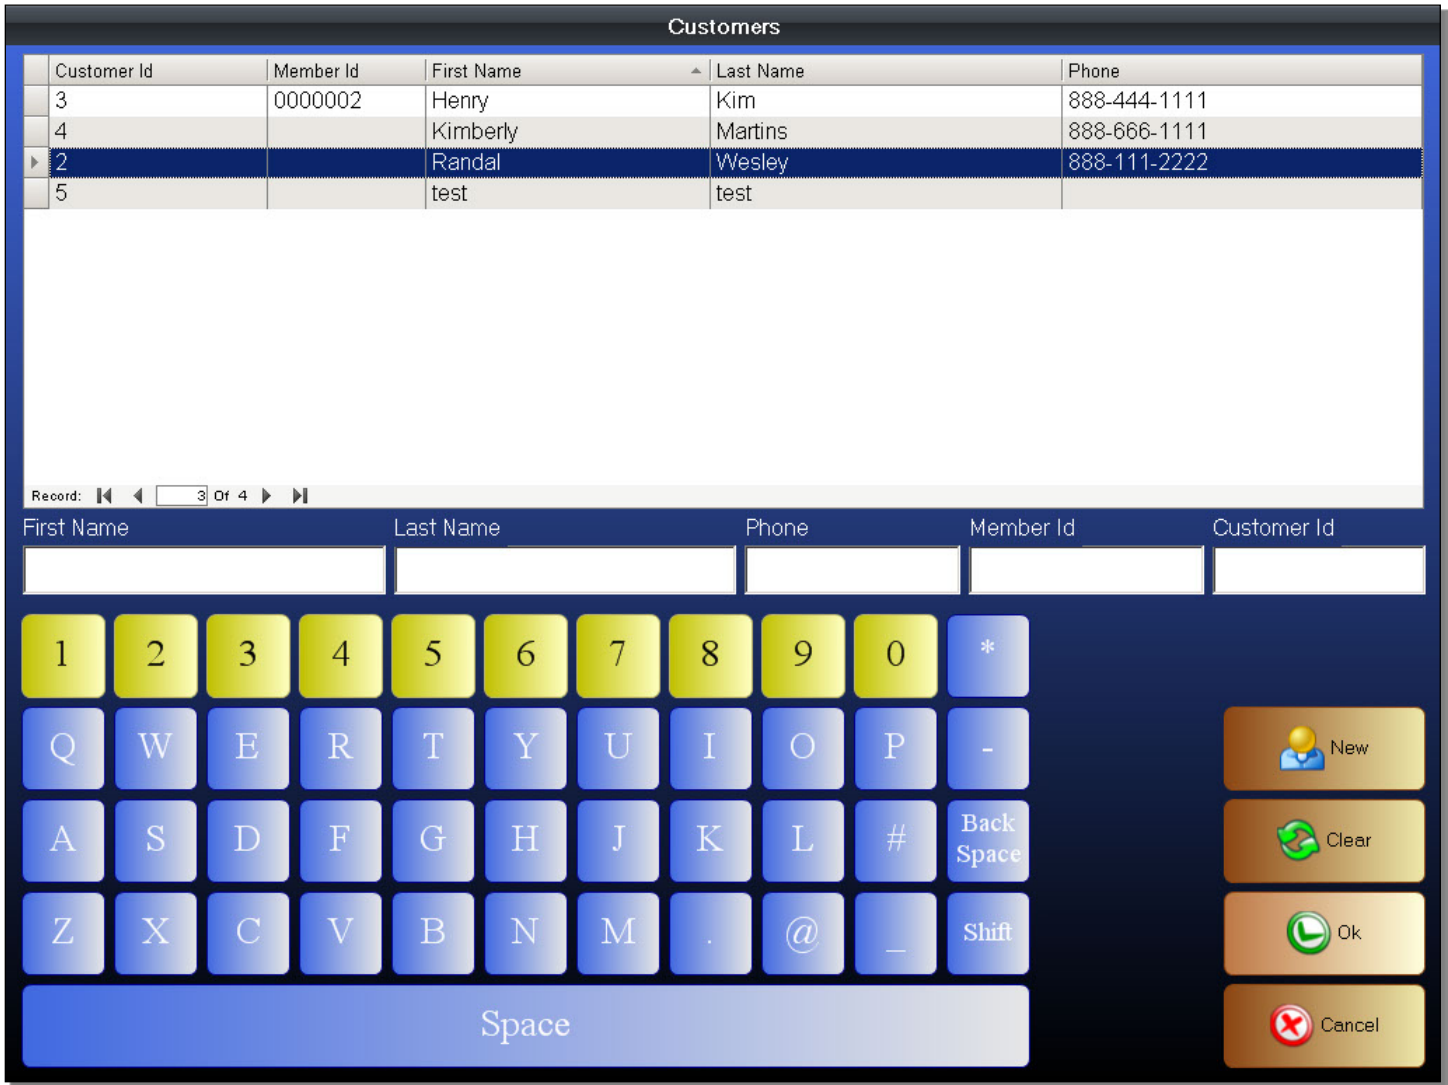 Customers
Customer Id Member Id First Name Last Name Phone
3 0000002 Henry Kim 888-444-1111
4 Kimberly Martins 888-666-1111
2 Randal Wesley 888-111-2222
5 test test
Record: 3 Of 4
First Name Last Name Phone Member Id Customer Id
1 2 3 4 5 6 7 8 9 0 *
Q W E R T Y U I O P -
New
A S D F G H J K L # Back Space
Clear
Z X C V B N M . @ _ Shift
Ok
Space
Cancel